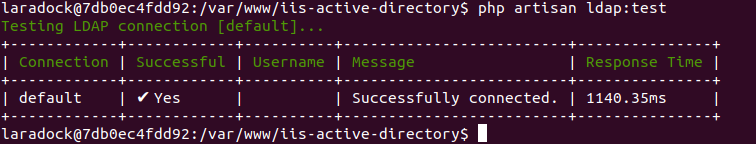 laradock@7db0ec4fdd92:/var/www/iis-active-directory$ php artisan ldap:test
Testing LDAP connection [default]...
+------------+------------+----------+-------------------------+---------------+
| Connection | Successful | Username | Message                 | Response Time |
+------------+------------+----------+-------------------------+---------------+
| default    | ✔ Yes      |          | Successfully connected. | 1140.35ms     |
+------------+------------+----------+-------------------------+---------------+
laradock@7db0ec4fdd92:/var/www/iis-active-directory$